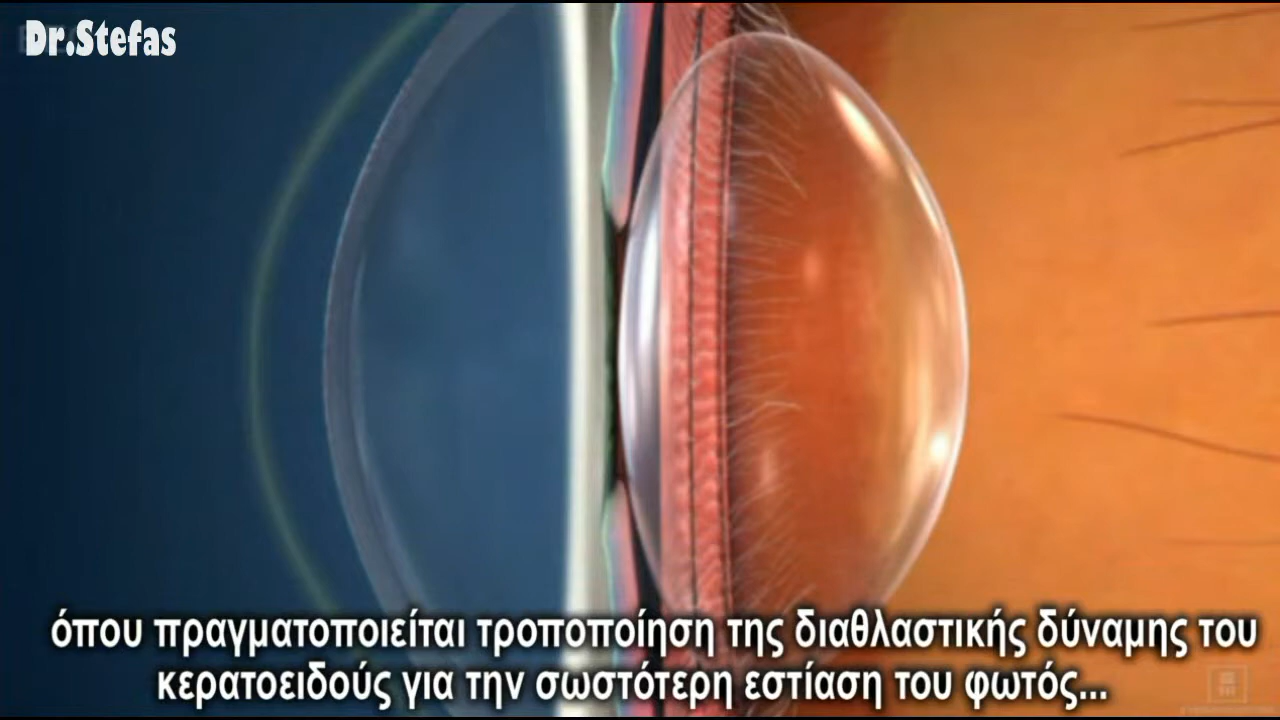 Dr.Stefas
όπου πραγματοποιείται τροποποίηση της διαθλαστικής δύναμης του
κερατοειδούς για την σωστότερη εστίαση του φωτός...